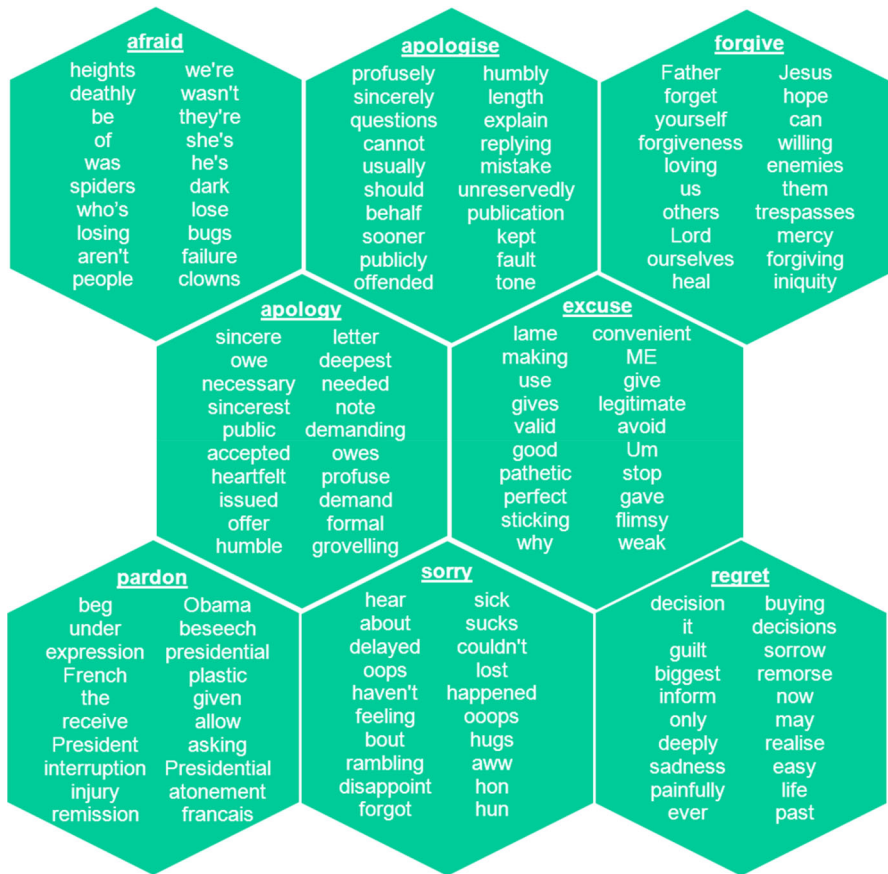 afraid
heights we're
deathly wasn't
be they're
of she's
was he's
spiders dark
who's lose
losing bugs
aren't failure
people clowns
apologise
profusely humbly
sincerely length
questions explain
cannot replying
usually mistake
should unreservedly
behalf publication
sooner kept
publicly fault
offended tone
forgive
Father Jesus
forget hope
yourself can
forgiveness willing
loving enemies
us them
others trespasses
Lord mercy
ourselves forgiving
heal iniquity
apology
sincere letter
owe deepest
necessary needed
sincerest note
public demanding
accepted owes
heartfelt profuse
issued demand
offer formal
humble grovelling
excuse
lame convenient
making ME
use give
gives legitimate
valid avoid
good Um
pathetic stop
perfect gave
sticking flimsy
why weak
pardon
beg Obama
under beseech
expression presidential
French plastic
the given
receive allow
President asking
interruption Presidential
injury atonement
remission francais
sorry
hear sick
about sucks
delayed couldn't
oops lost
haven't happened
feeling ooops
bout hugs
rambling aww
disappoint hon
forgot hun
regret
decision buying
it decisions
guilt sorrow
biggest remorse
inform now
only may
deeply realise
sadness easy
painfully life
ever past